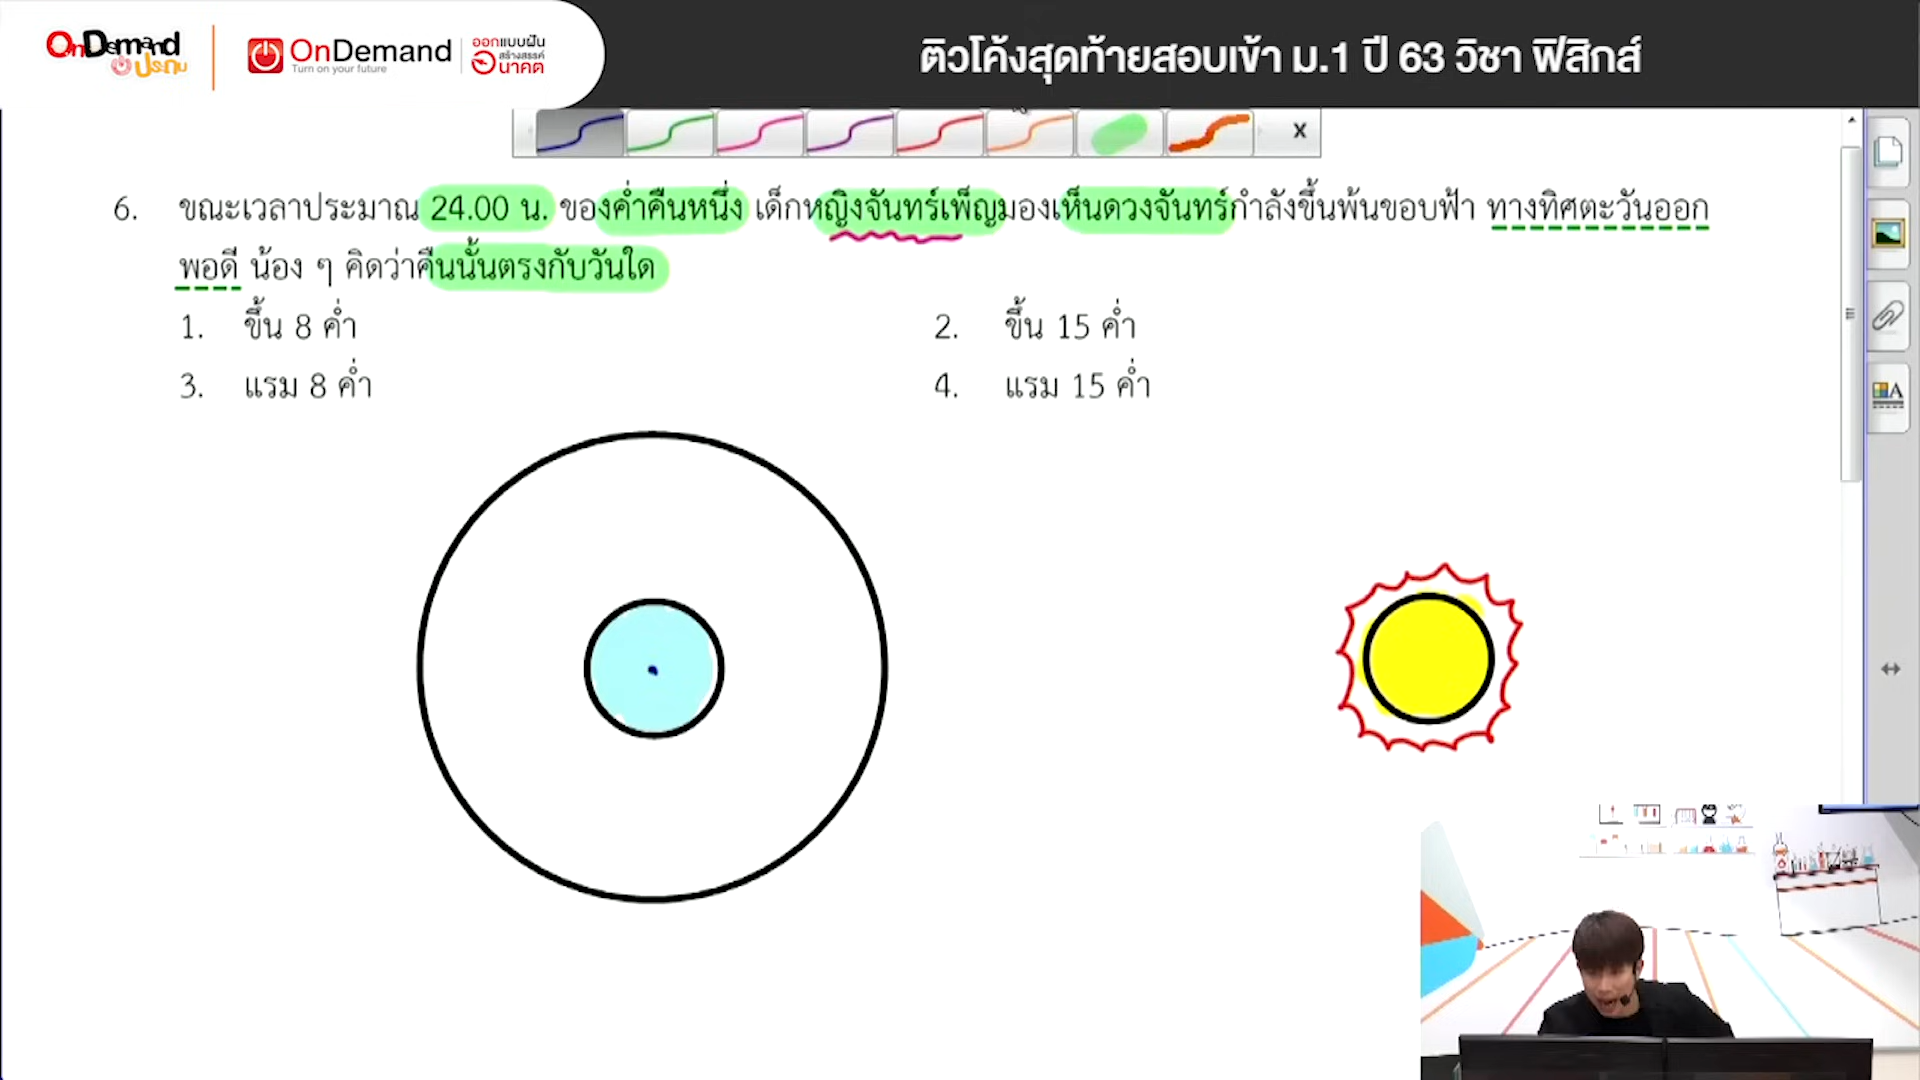 OnDemand
ประถม
OnDemand
Turn on your future
ออกแบบฝัน
สร้างสรรค์
อนาคต
ติวโค้งสุดท้ายสอบเข้า ม.1 ปี 63 วิชา ฟิสิกส์
X
6. ขณะเวลาประมาณ 24.00 น. ของค่ำคืนหนึ่ง เด็กหญิงจันทร์เพ็ญมองเห็นดวงจันทร์กำลังขึ้นพ้นขอบฟ้า ทางทิศตะวันออก
พอดี น้อง ๆ คิดว่าคืนนั้นตรงกับวันใด
1. ขึ้น 8 ค่ำ
2. ขึ้น 15 ค่ำ
3. แรม 8 ค่ำ
4. แรม 15 ค่ำ
A